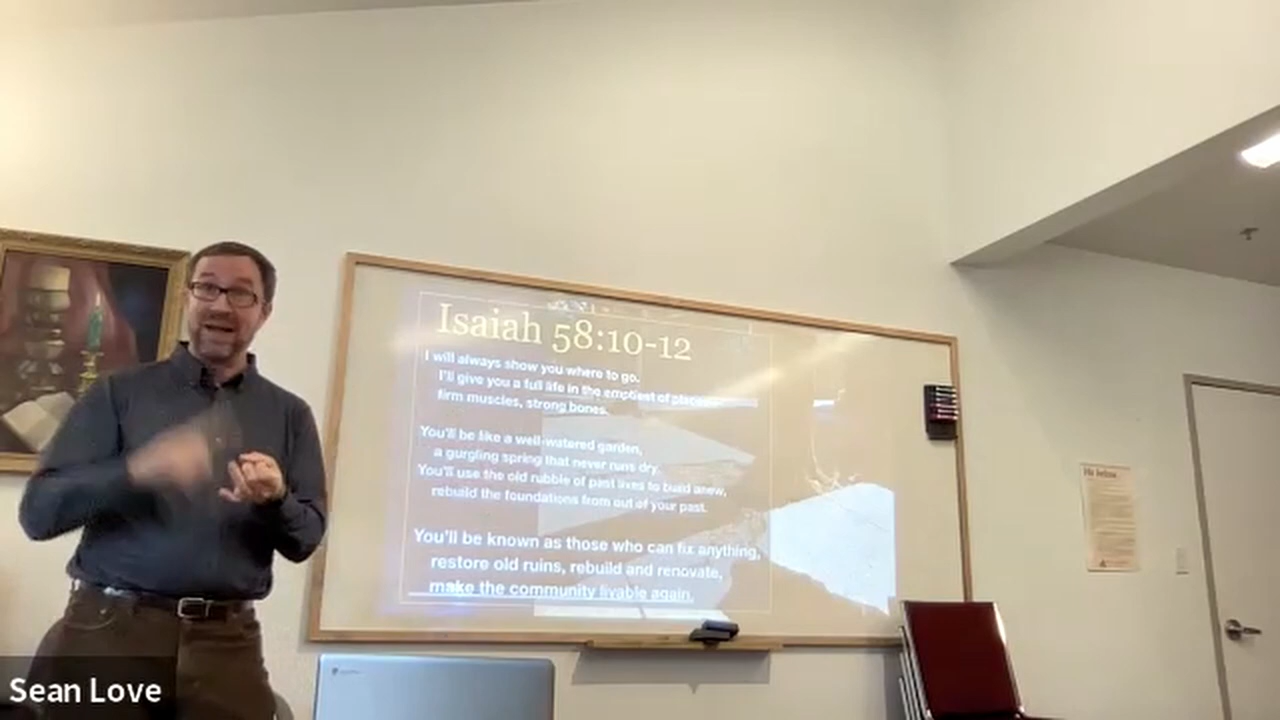 Isaiah 58:10-12
I will always show you where to go.
I'll give you a full life in the emptiest of places
firm muscles, strong bones.
You'll be like a well-watered garden,
a gurgling spring that never runs dry.
You'll use the old rubble of past lives to build anew,
rebuild the foundations from out of your past.
You'll be known as those who can fix anything,
restore old ruins, rebuild and renovate,
make the community livable again.
Sean Love